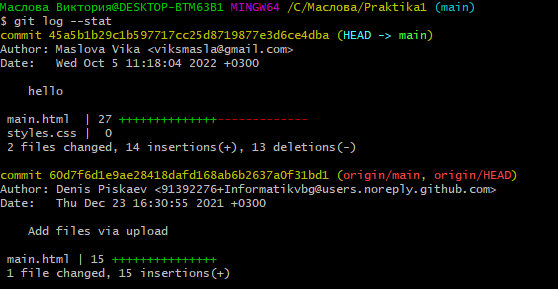 Маслова Виктория@DESKTOP-BTM63B1 MINGW64 /C/Маслова/Praktika1 (main)
$ git log --stat
commit 45a5b1b29c1b597717cc25d8719877e3d6ce4dba (HEAD -> main)
Author: Maslova Vika <viksmasla@gmail.com>
Date:   Wed Oct 5 11:18:04 2022 +0300

    hello

 main.html  | 27 ++++++++++++++-------------
 styles.css |  0
 2 files changed, 14 insertions(+), 13 deletions(-)

commit 60d7f6d1e9ae28418dafd168ab6b2637a0f31bd1 (origin/main, origin/HEAD)
Author: Denis Piskaev <91392276+Informatikvbg@users.noreply.github.com>
Date:   Thu Dec 23 16:30:55 2021 +0300

    Add files via upload

 main.html | 15 +++++++++++++++
 1 file changed, 15 insertions(+)